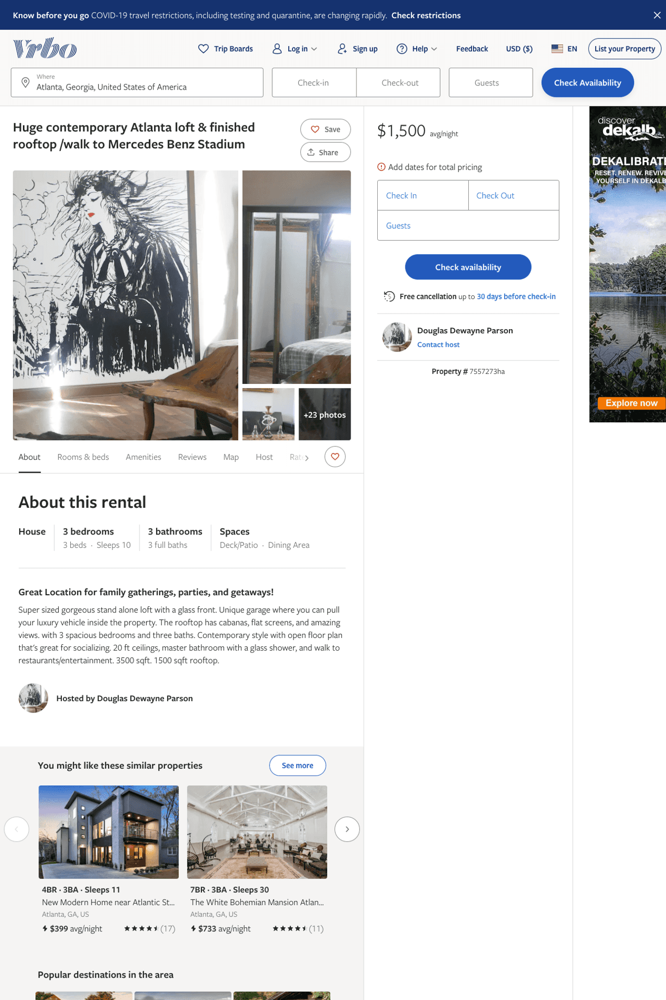 Know before you go COVID-19 travel restrictions, including testing and quarantine, are changing rapidly. Check restrictions
Vrbo
Trip Boards
Log in
Sign up
Help
Feedback
USD ($)
EN
List your Property
Where
Atlanta, Georgia, United States of America
Check-in
Check-out
Guests
Check Availability
Huge contemporary Atlanta loft & finished
rooftop /walk to Mercedes Benz Stadium
Save
Share
+23 photos
$1,500 avg/night
Add dates for total pricing
Check In
Check Out
Guests
Check availability
Free cancellation up to 30 days before check-in
Douglas Dewayne Parson
Contact host
Property # 7557273ha
discover
dekalb
DEKALIBRATE
RESET. RENEW. REVIVE
YOURSELF IN DEKALB
Explore now
About
Rooms & beds
Amenities
Reviews
Map
Host
About this rental
House
3 bedrooms
3 beds · Sleeps 10
3 bathrooms
3 full baths
Spaces
Deck/Patio · Dining Area
Great Location for family gatherings, parties, and getaways!
Super sized gorgeous stand alone loft with a glass front. Unique garage where you can pull
your luxury vehicle inside the property. The rooftop has cabanas, flat screens, and amazing
views. with 3 spacious bedrooms and three baths. Contemporary style with open floor plan
that's great for socializing. 20 ft ceilings, master bathroom with a glass shower, and walk to
restaurants/entertainment. 3500 sqft. 1500 sqft rooftop.
Hosted by Douglas Dewayne Parson
You might like these similar properties
See more
4BR · 3BA · Sleeps 11
New Modern Home near Atlantic St...
Atlanta, GA, US
$399 avg/night
(17)
7BR · 3BA · Sleeps 30
The White Bohemian Mansion Atlan...
Atlanta, GA, US
$733 avg/night
(11)
Popular destinations in the area